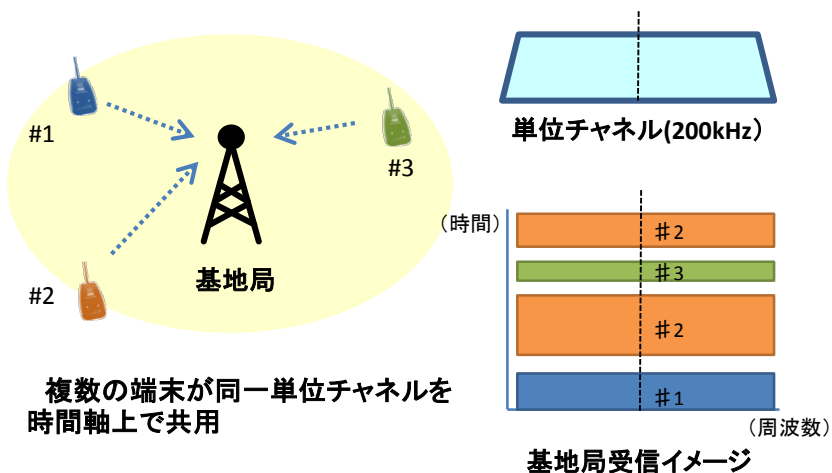 #1
#2
#3
基地局
複数の端末が同一単位チャネルを
時間軸上で共用
単位チャネル(200kHz)
(時間)
#2
#3
#2
#1
(周波数)
基地局受信イメージ